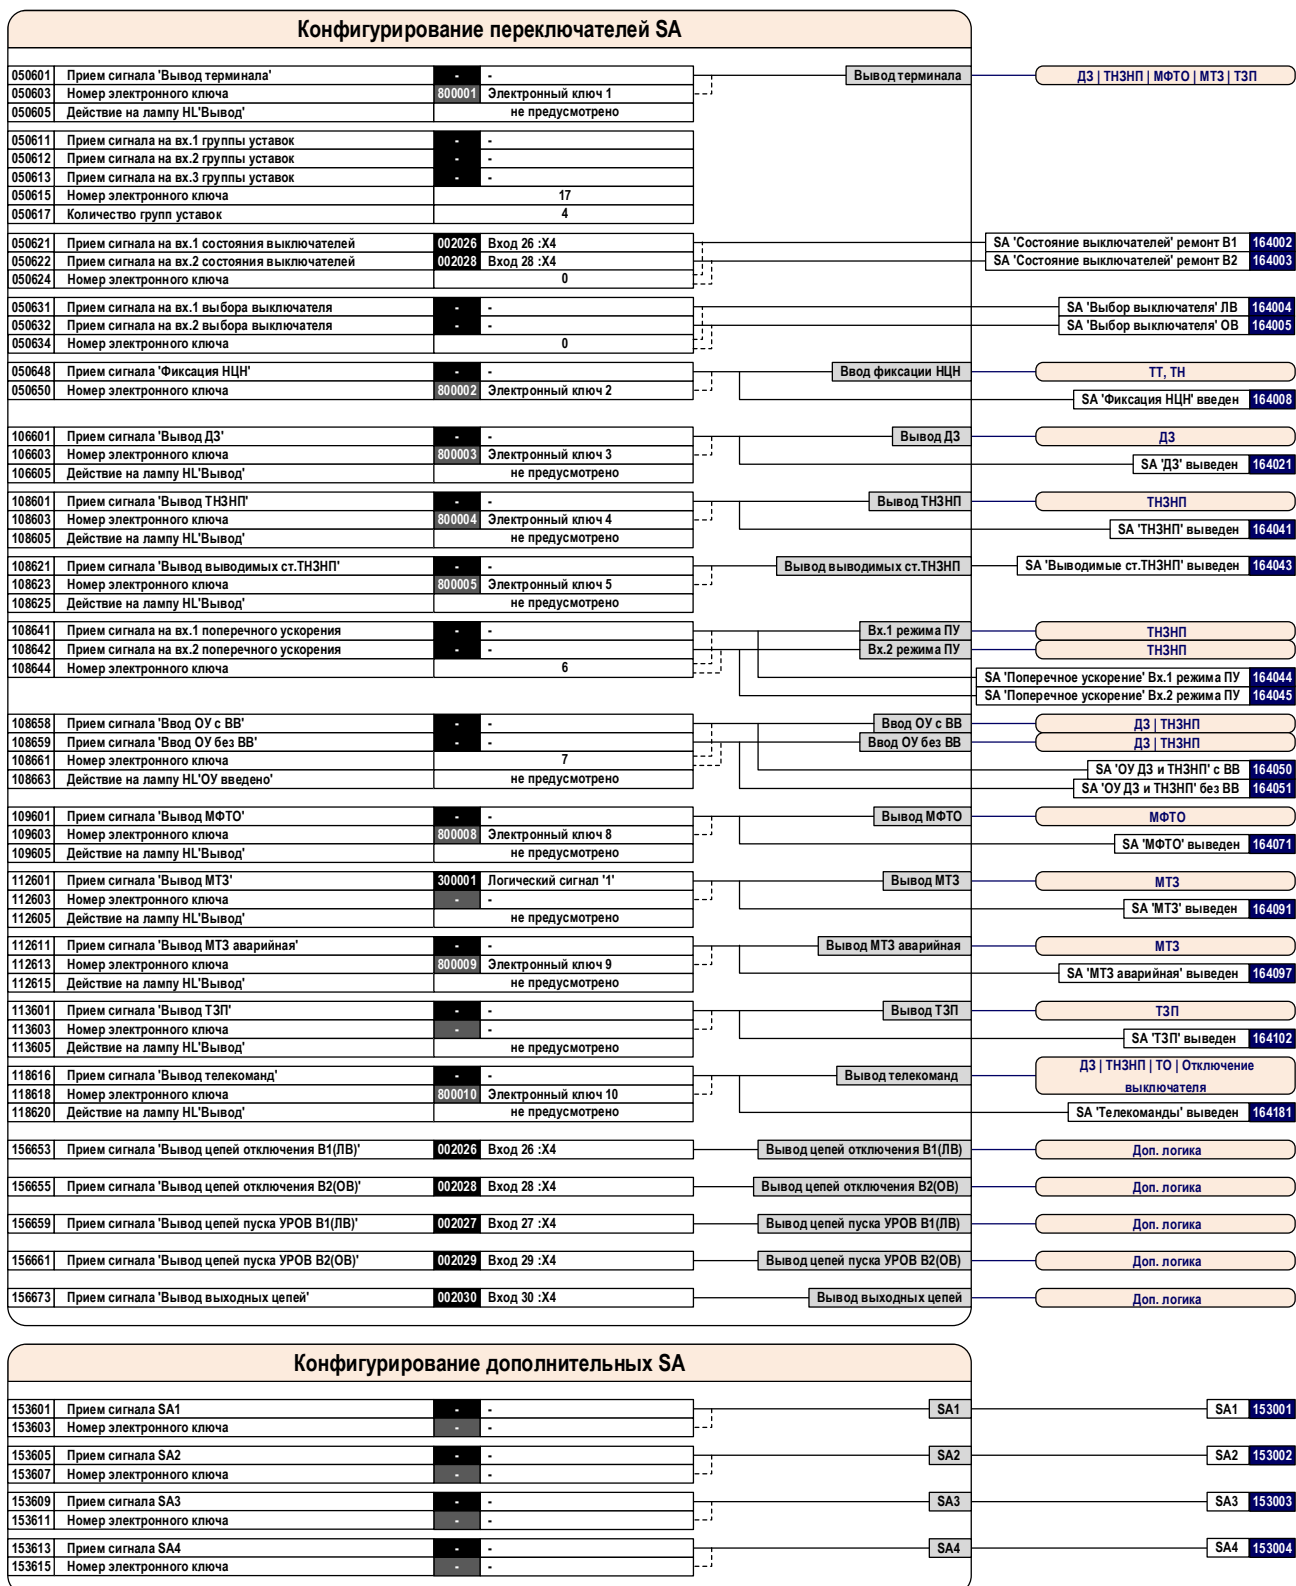 Конфигурирование переключателей SA
050601 Прием сигнала 'Вывод терминала' - - Вывод терминала ДЗ | ТНЗНП | МФТО | МТЗ | ТЗП
050603 Номер электронного ключа 800001 Электронный ключ 1
050605 Действие на лампу HL'Вывод' не предусмотрено
050611 Прием сигнала на вх.1 группы уставок - -
050612 Прием сигнала на вх.2 группы уставок - -
050613 Прием сигнала на вх.3 группы уставок - -
050615 Номер электронного ключа 17
050617 Количество групп уставок 4
050621 Прием сигнала на вх.1 состояния выключателей 002026 Вход 26 :X4 SA 'Состояние выключателей' ремонт В1 164002
050622 Прием сигнала на вх.2 состояния выключателей 002028 Вход 28 :X4 SA 'Состояние выключателей' ремонт В2 164003
050624 Номер электронного ключа 0
050631 Прием сигнала на вх.1 выбора выключателя - - SA 'Выбор выключателя' ЛВ 164004
050632 Прием сигнала на вх.2 выбора выключателя - - SA 'Выбор выключателя' ОВ 164005
050634 Номер электронного ключа 0
050648 Прием сигнала 'Фиксация НЦН' - - Ввод фиксации НЦН ТТ, ТН
050650 Номер электронного ключа 800002 Электронный ключ 2
SA 'Фиксация НЦН' введен 164008
106601 Прием сигнала 'Вывод ДЗ' - - Вывод ДЗ ДЗ
106603 Номер электронного ключа 800003 Электронный ключ 3
SA 'ДЗ' выведен 164021
106605 Действие на лампу HL'Вывод' не предусмотрено
108601 Прием сигнала 'Вывод ТНЗНП' - - Вывод ТНЗНП ТНЗНП
108603 Номер электронного ключа 800004 Электронный ключ 4
SA 'ТНЗНП' выведен 164041
108605 Действие на лампу HL'Вывод' не предусмотрено
108621 Прием сигнала 'Вывод выводимых ст.ТНЗНП' - - Вывод выводимых ст.ТНЗНП SA 'Выводимые ст.ТНЗНП' выведен 164043
108623 Номер электронного ключа 800005 Электронный ключ 5
108625 Действие на лампу HL'Вывод' не предусмотрено
108641 Прием сигнала на вх.1 поперечного ускорения - - Вх.1 режима ПУ ТНЗНП
108642 Прием сигнала на вх.2 поперечного ускорения - - Вх.2 режима ПУ ТНЗНП
108644 Номер электронного ключа 6
SA 'Поперечное ускорение' Вх.1 режима ПУ 164044
SA 'Поперечное ускорение' Вх.2 режима ПУ 164045
108658 Прием сигнала 'Ввод ОУ с ВВ' - - Ввод ОУ с ВВ ДЗ | ТНЗНП
108659 Прием сигнала 'Ввод ОУ без ВВ' - - Ввод ОУ без ВВ ДЗ | ТНЗНП
108661 Номер электронного ключа 7
SA 'ОУ ДЗ и ТНЗНП' с ВВ 164050
108663 Действие на лампу HL'ОУ введено' не предусмотрено
SA 'ОУ ДЗ и ТНЗНП' без ВВ 164051
109601 Прием сигнала 'Вывод МФТО' - - Вывод МФТО МФТО
109603 Номер электронного ключа 800008 Электронный ключ 8
SA 'МФТО' выведен 164071
109605 Действие на лампу HL'Вывод' не предусмотрено
112601 Прием сигнала 'Вывод МТЗ' 300001 Логический сигнал '1' Вывод МТЗ МТЗ
112603 Номер электронного ключа - -
SA 'МТЗ' выведен 164091
112605 Действие на лампу HL'Вывод' не предусмотрено
112611 Прием сигнала 'Вывод МТЗ аварийная' - - Вывод МТЗ аварийная МТЗ
112613 Номер электронного ключа 800009 Электронный ключ 9
SA 'МТЗ аварийная' выведен 164097
112615 Действие на лампу HL'Вывод' не предусмотрено
113601 Прием сигнала 'Вывод ТЗП' - - Вывод ТЗП ТЗП
113603 Номер электронного ключа - -
SA 'ТЗП' выведен 164102
113605 Действие на лампу HL'Вывод' не предусмотрено
118616 Прием сигнала 'Вывод телекоманд' - - Вывод телекоманд ДЗ | ТНЗНП | ТО | Отключение
выключателя
118618 Номер электронного ключа 800010 Электронный ключ 10
118620 Действие на лампу HL'Вывод' не предусмотрено SA 'Телекоманды' выведен 164181
156653 Прием сигнала 'Вывод цепей отключения В1(ЛВ)' 002026 Вход 26 :X4 Вывод цепей отключения В1(ЛВ) Доп. логика
156655 Прием сигнала 'Вывод цепей отключения В2(ОВ)' 002028 Вход 28 :X4 Вывод цепей отключения В2(ОВ) Доп. логика
156659 Прием сигнала 'Вывод цепей пуска УРОВ В1(ЛВ)' 002027 Вход 27 :X4 Вывод цепей пуска УРОВ В1(ЛВ) Доп. логика
156661 Прием сигнала 'Вывод цепей пуска УРОВ В2(ОВ)' 002029 Вход 29 :X4 Вывод цепей пуска УРОВ В2(ОВ) Доп. логика
156673 Прием сигнала 'Вывод выходных цепей' 002030 Вход 30 :X4 Вывод выходных цепей Доп. логика
Конфигурирование дополнительных SA
153601 Прием сигнала SA1 - - SA1 SA1 153001
153603 Номер электронного ключа - -
153605 Прием сигнала SA2 - - SA2 SA2 153002
153607 Номер электронного ключа - -
153609 Прием сигнала SA3 - - SA3 SA3 153003
153611 Номер электронного ключа - -
153613 Прием сигнала SA4 - - SA4 SA4 153004
153615 Номер электронного ключа - -